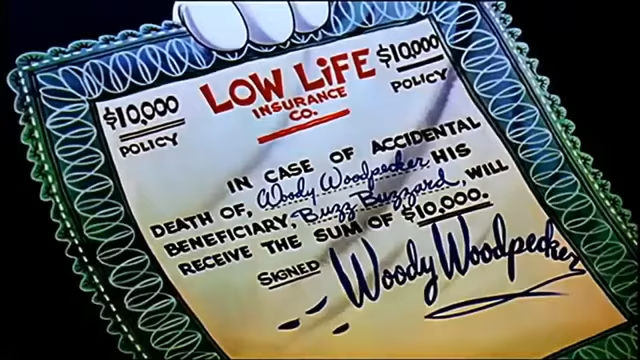 $10,000
POLICY
LOW LiFE
INSURANCE
CO.
$10,000
POLICY
IN CASE OF ACCIDENTAL
DEATH OF, Woody Woodpecker HIS
BENEFICIARY, Buzz Buzzard, WILL
RECEIVE THE SUM OF $10,000.
SIGNED Woody Woodpecker